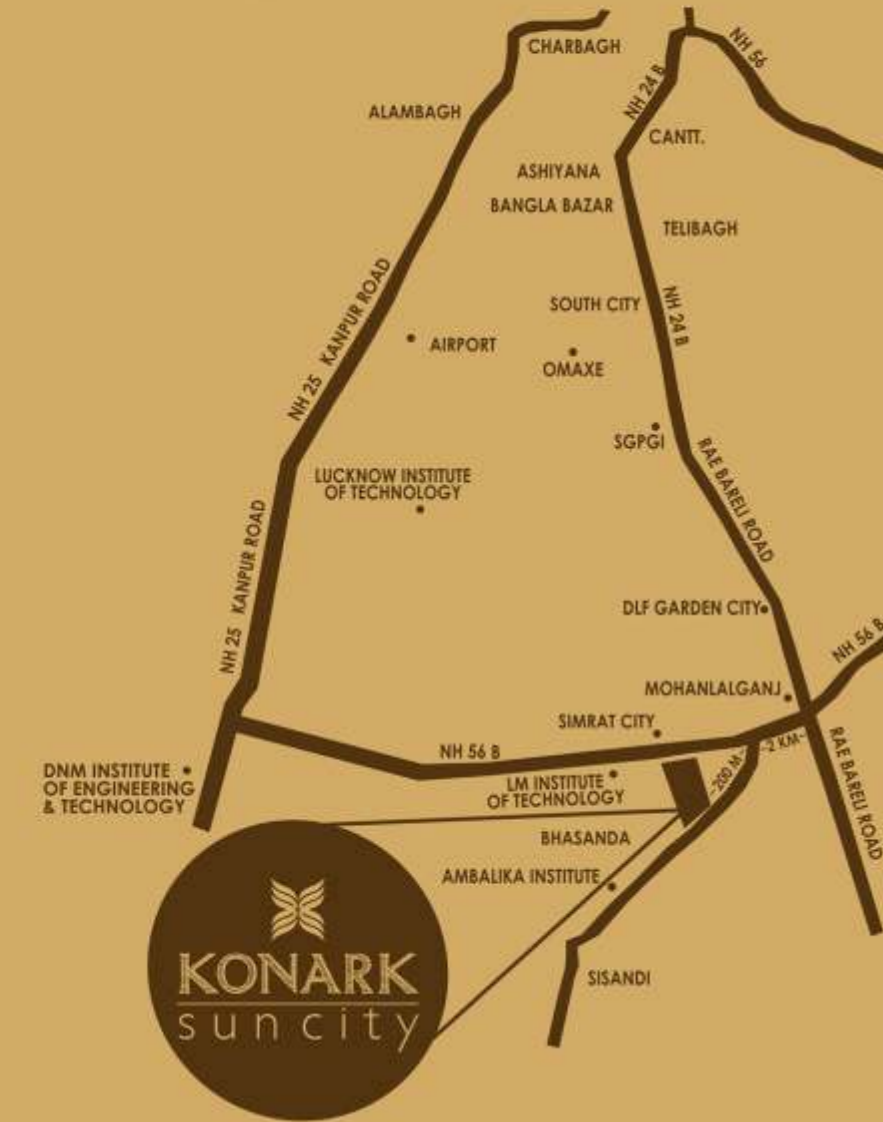 CHARBAGH
NH 56
NH 24 B
ALAMBAGH
CANTT.
ASHIYANA
BANGLA BAZAR
TELIBAGH
NH 25 KANPUR ROAD
SOUTH CITY
NH 24 B
AIRPORT
OMAXE
SGPGI
RAE BARELI ROAD
LUCKNOW INSTITUTE
OF TECHNOLOGY
NH 25 KANPUR ROAD
DLF GARDEN CITY
NH 56 B
MOHANLALGANJ
SIMRAT CITY
NH 56 B
2 KM
200 M
RAE BARELI ROAD
DNM INSTITUTE
OF ENGINEERING
& TECHNOLOGY
LM INSTITUTE
OF TECHNOLOGY
BHASANDA
AMBALIKA INSTITUTE
SISANDI
KONARK
sun city